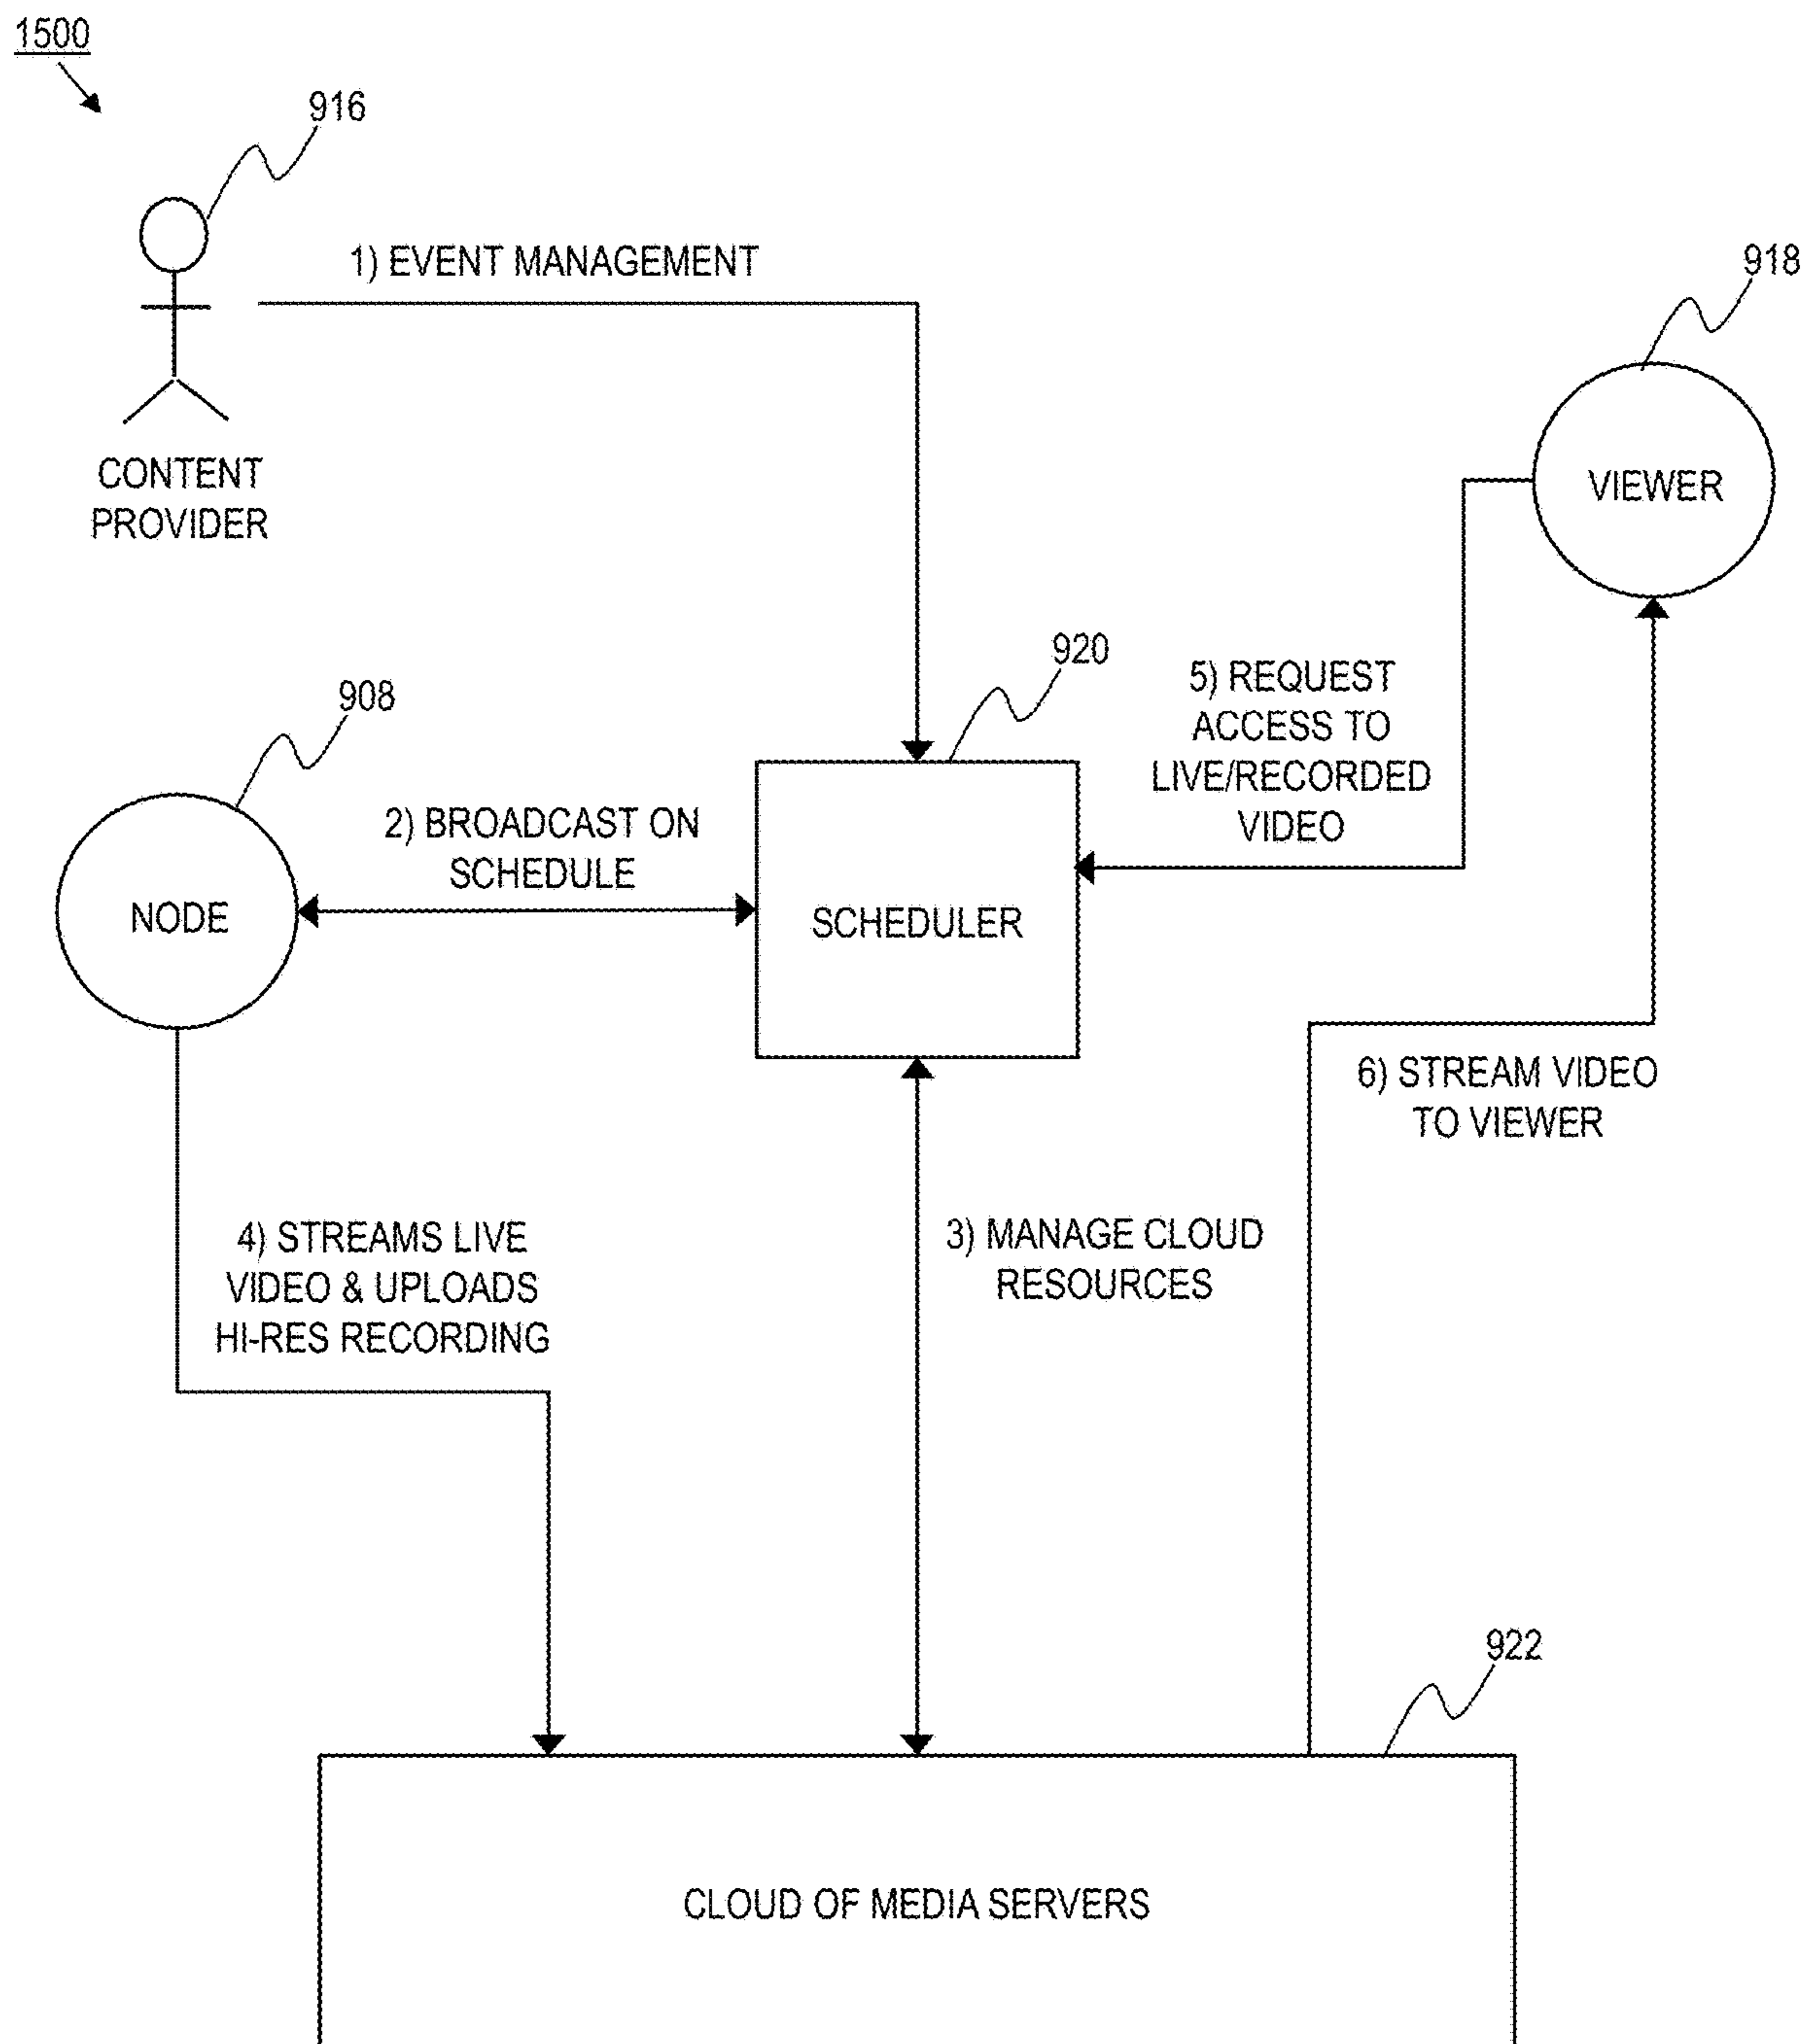 1500
916
1) EVENT MANAGEMENT
918
CONTENT
PROVIDER
VIEWER
920
5) REQUEST
ACCESS TO
LIVE/RECORDED
VIDEO
908
2) BROADCAST ON
SCHEDULE
NODE
SCHEDULER
6) STREAM VIDEO
TO VIEWER
4) STREAMS LIVE
VIDEO & UPLOADS
HI-RES RECORDING
3) MANAGE CLOUD
RESOURCES
922
CLOUD OF MEDIA SERVERS